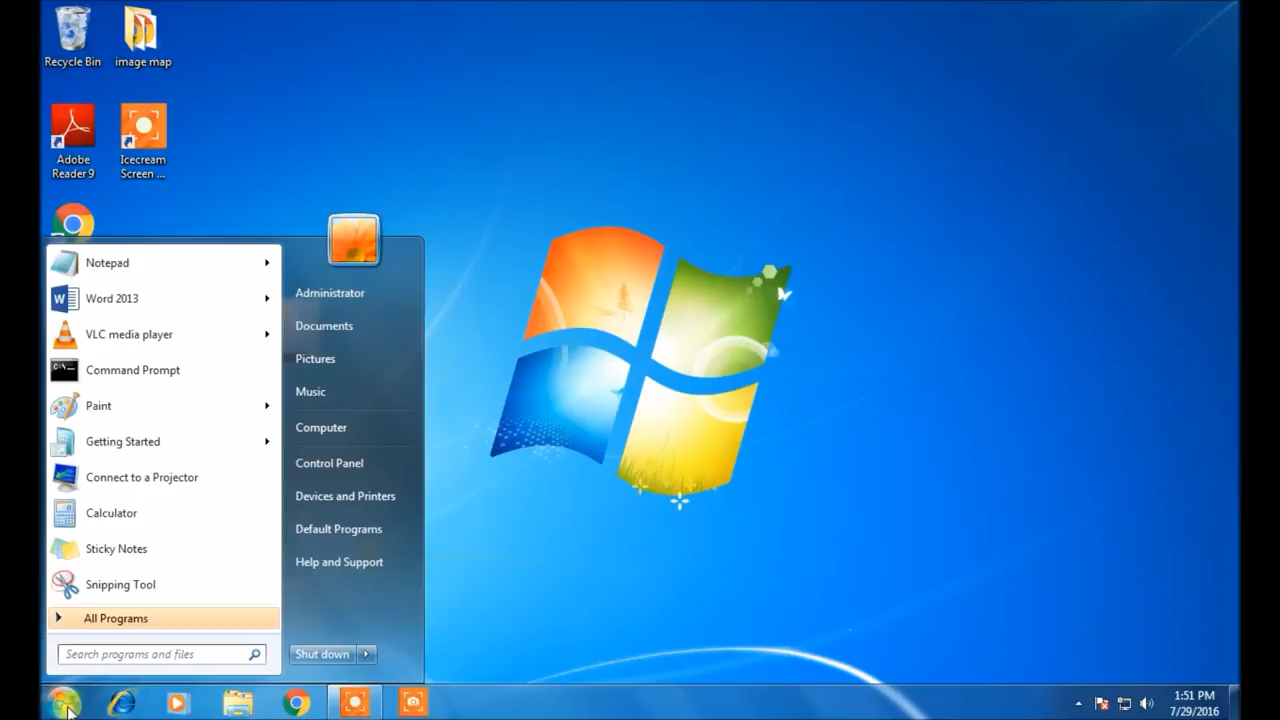 Recycle Bin
image map
Adobe
Reader 9
Icecream
Screen ...
Notepad
Word 2013
VLC media player
Command Prompt
Paint
Getting Started
Connect to a Projector
Calculator
Sticky Notes
Snipping Tool
All Programs
Search programs and files
Administrator
Documents
Pictures
Music
Computer
Control Panel
Devices and Printers
Default Programs
Help and Support
Shut down
1:51 PM
7/29/2016